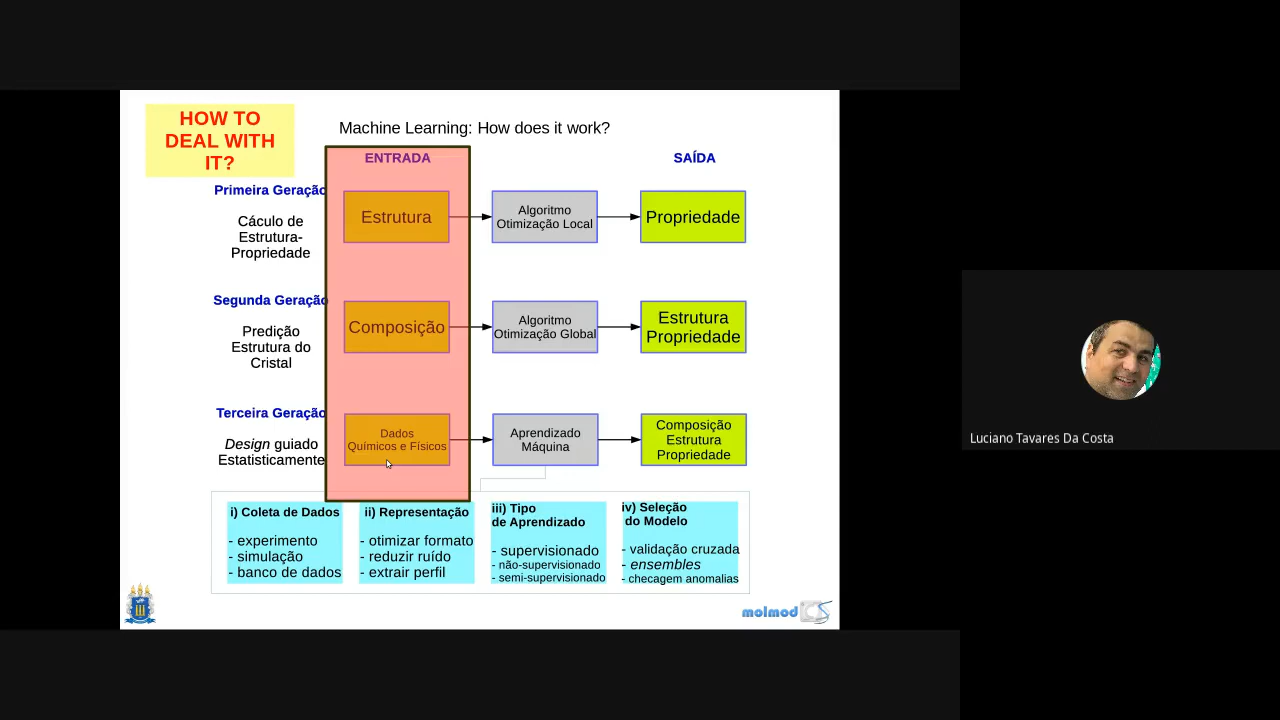 HOW TO
DEAL WITH
IT?
Machine Learning: How does it work?
ENTRADA
SAÍDA
Primeira Geração
Cáculo de
Estrutura-
Propriedade
Estrutura
Algoritmo
Otimização Local
Propriedade
Segunda Geração
Predição
Estrutura do
Cristal
Composição
Algoritmo
Otimização Global
Estrutura
Propriedade
Terceira Geração
Design guiado
Estatisticamente
Dados
Químicos e Físicos
Aprendizado
Máquina
Composição
Estrutura
Propriedade
i) Coleta de Dados
- experimento
- simulação
- banco de dados
ii) Representação
- otimizar formato
- reduzir ruído
- extrair perfil
iii) Tipo
de Aprendizado
- supervisionado
- não-supervisionado
- semi-supervisionado
iv) Seleção
do Modelo
- validação cruzada
- ensembles
- checagem anomalias
molmod CS
Luciano Tavares Da Costa